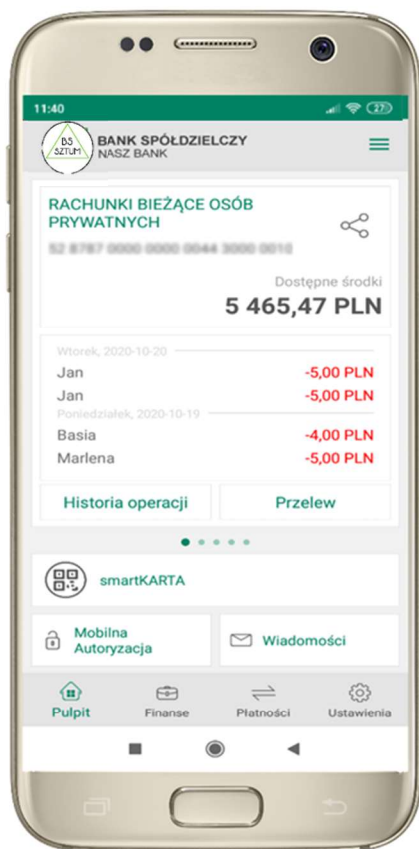 11:40
27
BS
SZTUM
BANK SPÓŁDZIELCZY
NASZ BANK
RACHUNKI BIEŻĄCE OSÓB
PRYWATNYCH
Dostępne środki
5 465,47 PLN
Wtorek, 2020-10-20
Jan -5,00 PLN
Jan -5,00 PLN
Poniedziałek, 2020-10-19
Basia -4,00 PLN
Marlena -5,00 PLN
Historia operacji Przelew
smartKARTA
Mobilna
Autoryzacja
Wiadomości
Pulpit Finanse Płatności Ustawienia